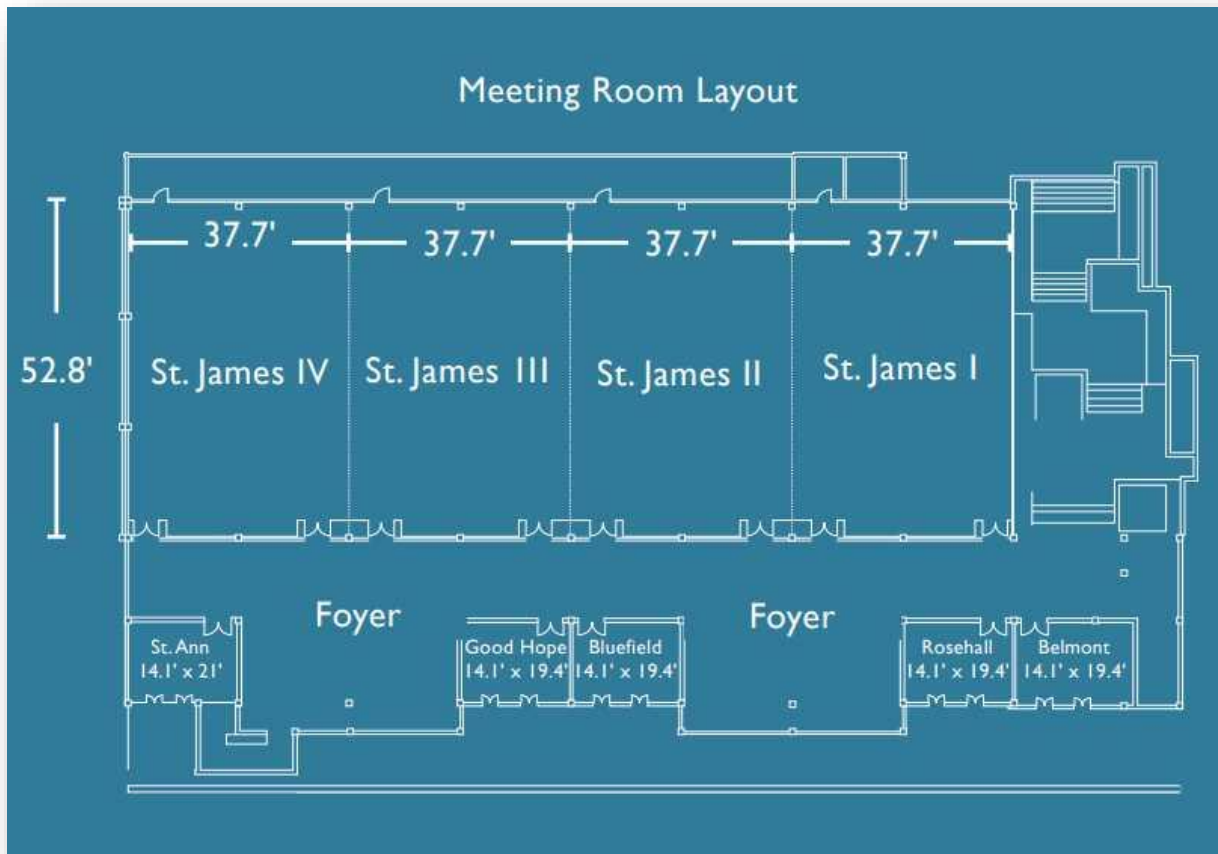 Meeting Room Layout
37.7'
37.7'
37.7'
37.7'
52.8'
St. James IV
St. James III
St. James II
St. James I
Foyer
Foyer
St. Ann
14.1' x 21'
Good Hope
14.1' x 19.4'
Bluefield
14.1' x 19.4'
Rosehall
14.1' x 19.4'
Belmont
14.1' x 19.4'